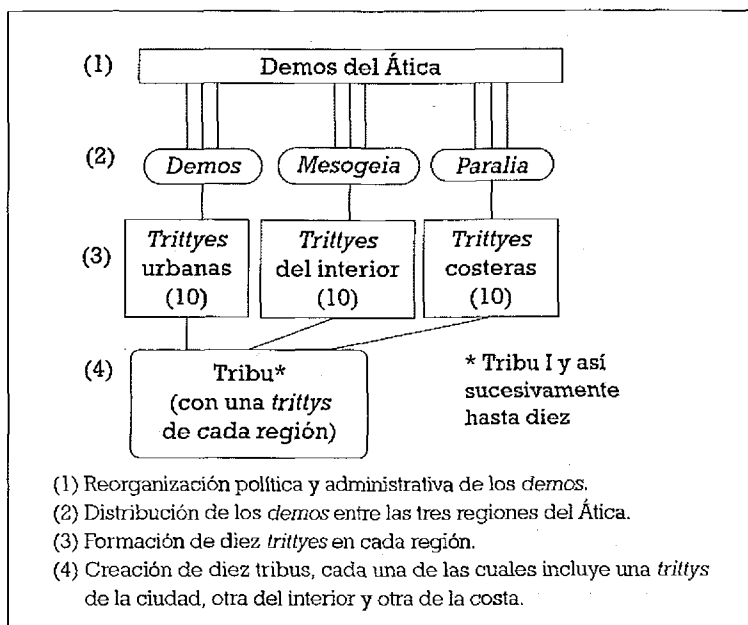 (1) Demos del Ática
(2) Demos Mesogeia Paralia
(3) Trittyes urbanas (10)
Trittyes del interior (10)
Trittyes costeras (10)
(4) Tribu*
(con una trittys
de cada región)
* Tribu I y así
sucesivamente
hasta diez
(1) Reorganización política y administrativa de los demos.
(2) Distribución de los demos entre las tres regiones del Ática.
(3) Formación de diez trittyes en cada región.
(4) Creación de diez tribus, cada una de las cuales incluye una trittys
de la ciudad, otra del interior y otra de la costa.